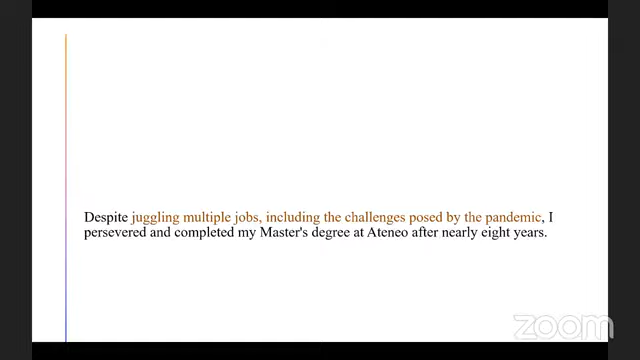 Despite juggling multiple jobs, including the challenges posed by the pandemic, I
persevered and completed my Master's degree at Ateneo after nearly eight years.
zoom